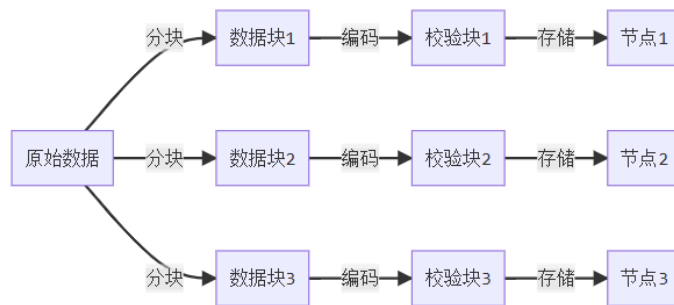 分块 数据块1 编码 校验块1 存储 节点1
原始数据 分块 数据块2 编码 校验块2 存储 节点2
分块 数据块3 编码 校验块3 存储 节点3